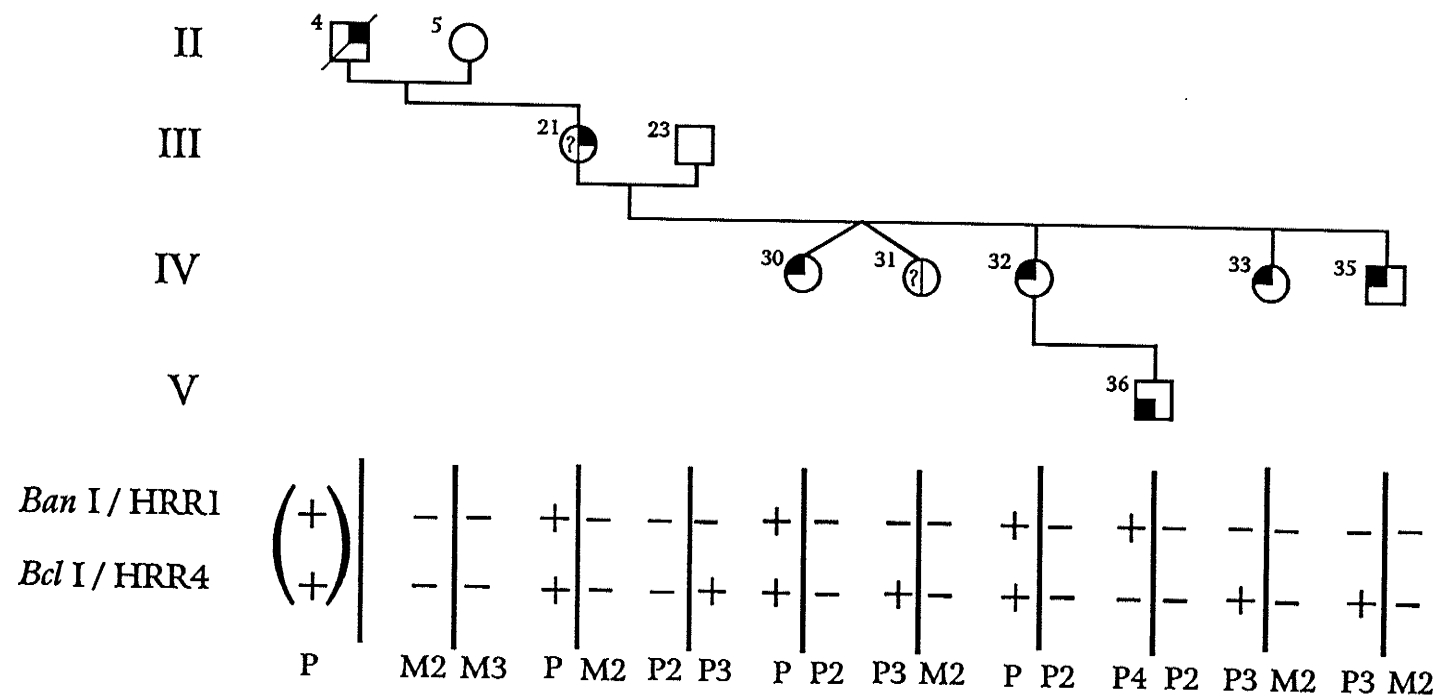 II 4 5
III 21 ? 23
IV 30 31 ? 32 33 35
V 36
Ban I / HRR1 (+) − − + − − − + − − − + − + − − − − −
Bcl I / HRR4 (+) − − + − − + + − + − + − − − + − + −
P M2 M3 P M2 P2 P3 P P2 P3 M2 P P2 P4 P2 P3 M2 P3 M2